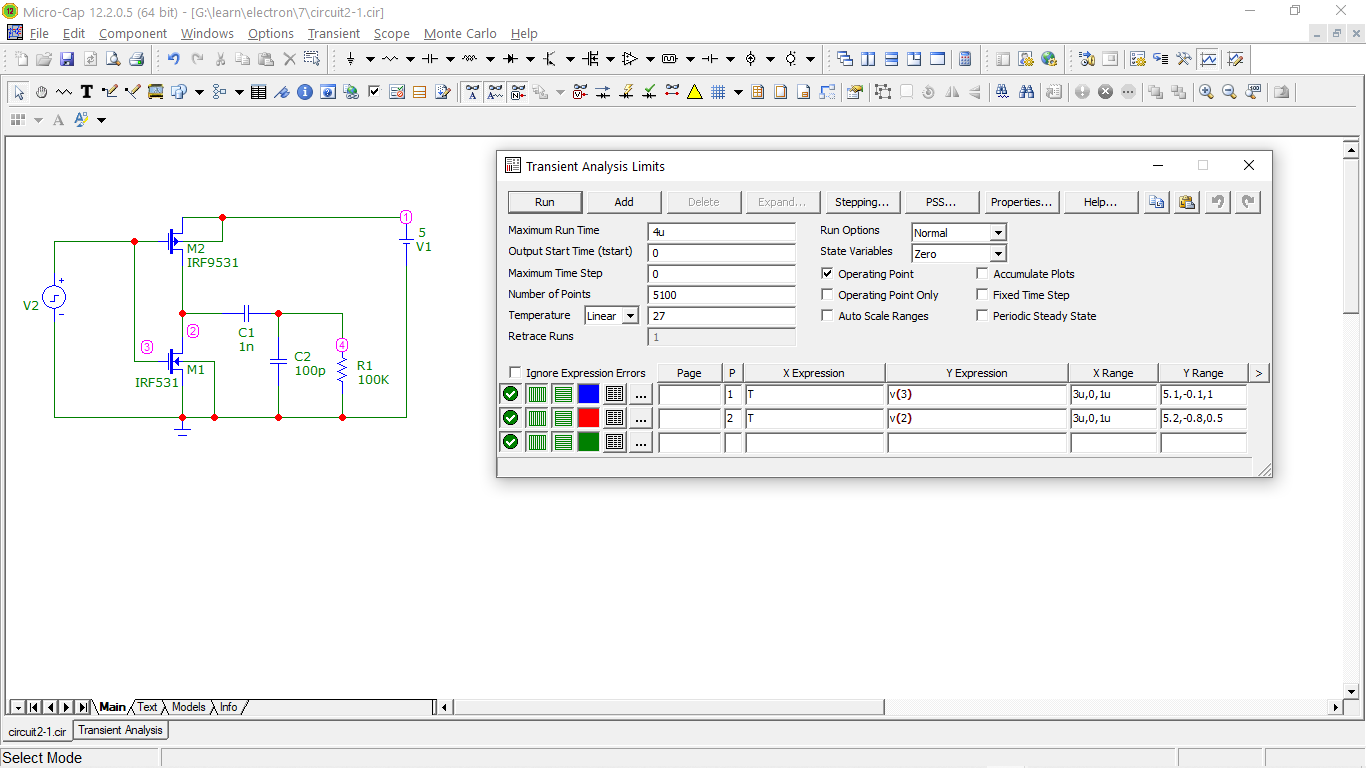 Micro-Cap 12.2.0.5 (64 bit) - [G:\learn\electron\7\circuit2-1.cir]
File Edit Component Windows Options Transient Scope Monte Carlo Help
Transient Analysis Limits
Run Add Delete Expand... Stepping... PSS... Properties... Help...
Maximum Run Time 4u Run Options Normal
Output Start Time (tstart) 0 State Variables Zero
Maximum Time Step 0 Operating Point Accumulate Plots
Number of Points 5100 Operating Point Only Fixed Time Step
Temperature Linear 27 Auto Scale Ranges Periodic Steady State
Retrace Runs 1
Ignore Expression Errors Page P X Expression Y Expression X Range Y Range >
1 T v(3) 3u,0,1u 5.1,-0.1,1
2 T v(2) 3u,0,1u 5.2,-0.8,0.5
1
5
V1
M2
IRF9531
V2
2
C1
1n
3
4
M1
IRF531
C2
100p
R1
100K
Main Text Models Info
circuit2-1.cir Transient Analysis
Select Mode